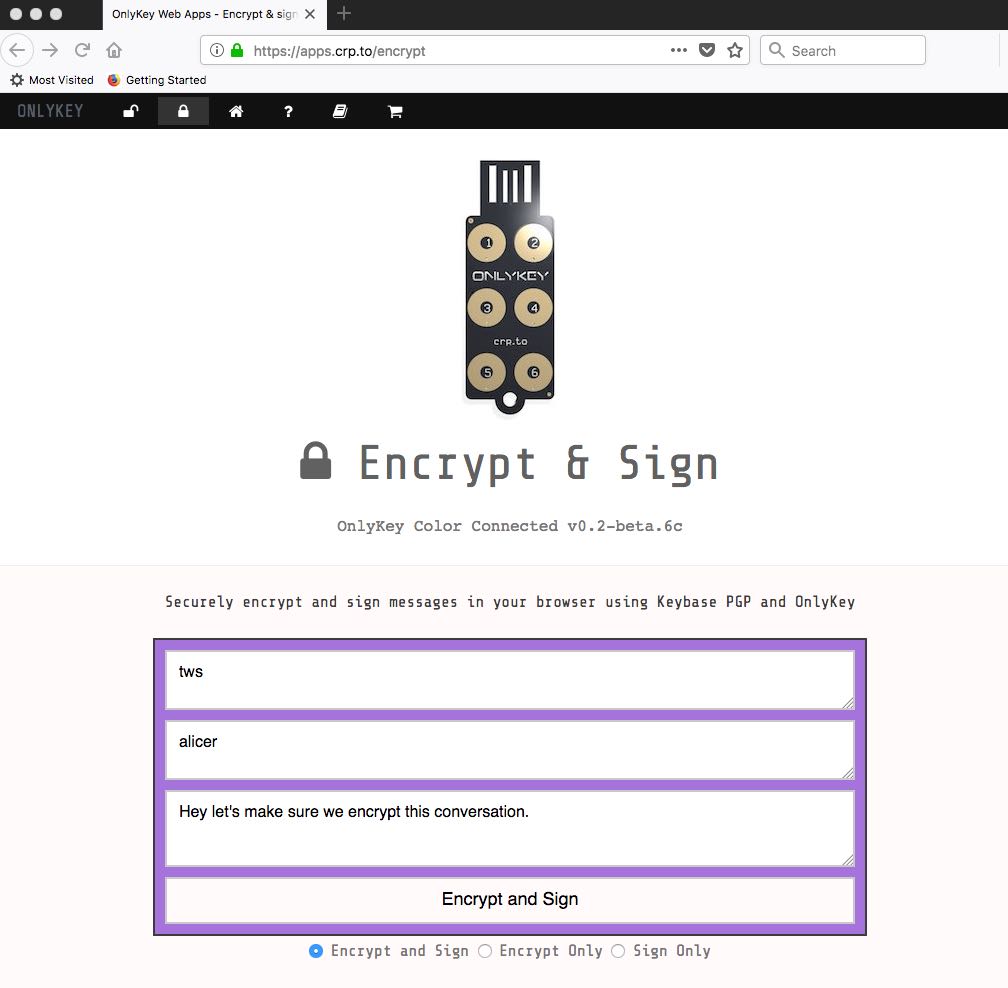 OnlyKey Web Apps - Encrypt & sign
https://apps.crp.to/encrypt
Search
Most Visited
Getting Started
ONLYKEY
?
1 2
ONLYKEY
3 4
crp.to
5 6
Encrypt & Sign
OnlyKey Color Connected v0.2-beta.6c
Securely encrypt and sign messages in your browser using Keybase PGP and OnlyKey
tws
alicer
Hey let's make sure we encrypt this conversation.
Encrypt and Sign
Encrypt and Sign Encrypt Only Sign Only